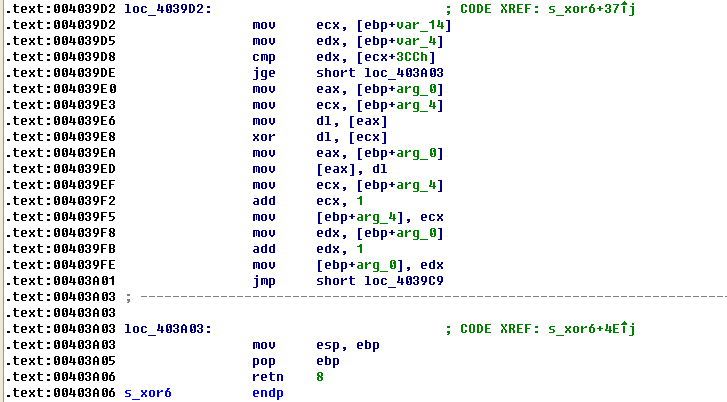 .text:004039D2 loc_4039D2: ; CODE XREF: s_xor6+37↑j
.text:004039D2 mov ecx, [ebp+var_14]
.text:004039D5 mov edx, [ebp+var_4]
.text:004039D8 cmp edx, [ecx+3CCh]
.text:004039DE jge short loc_403A03
.text:004039E0 mov eax, [ebp+arg_0]
.text:004039E3 mov ecx, [ebp+arg_4]
.text:004039E6 mov dl, [eax]
.text:004039E8 xor dl, [ecx]
.text:004039EA mov eax, [ebp+arg_0]
.text:004039ED mov [eax], dl
.text:004039EF mov ecx, [ebp+arg_4]
.text:004039F2 add ecx, 1
.text:004039F5 mov [ebp+arg_4], ecx
.text:004039F8 mov edx, [ebp+arg_0]
.text:004039FB add edx, 1
.text:004039FE mov [ebp+arg_0], edx
.text:00403A01 jmp short loc_4039C9
.text:00403A03 ; ---------------------------------------------------------------------------
.text:00403A03
.text:00403A03 loc_403A03: ; CODE XREF: s_xor6+4E↑j
.text:00403A03 mov esp, ebp
.text:00403A05 pop ebp
.text:00403A06 retn 8
.text:00403A06 s_xor6 endp